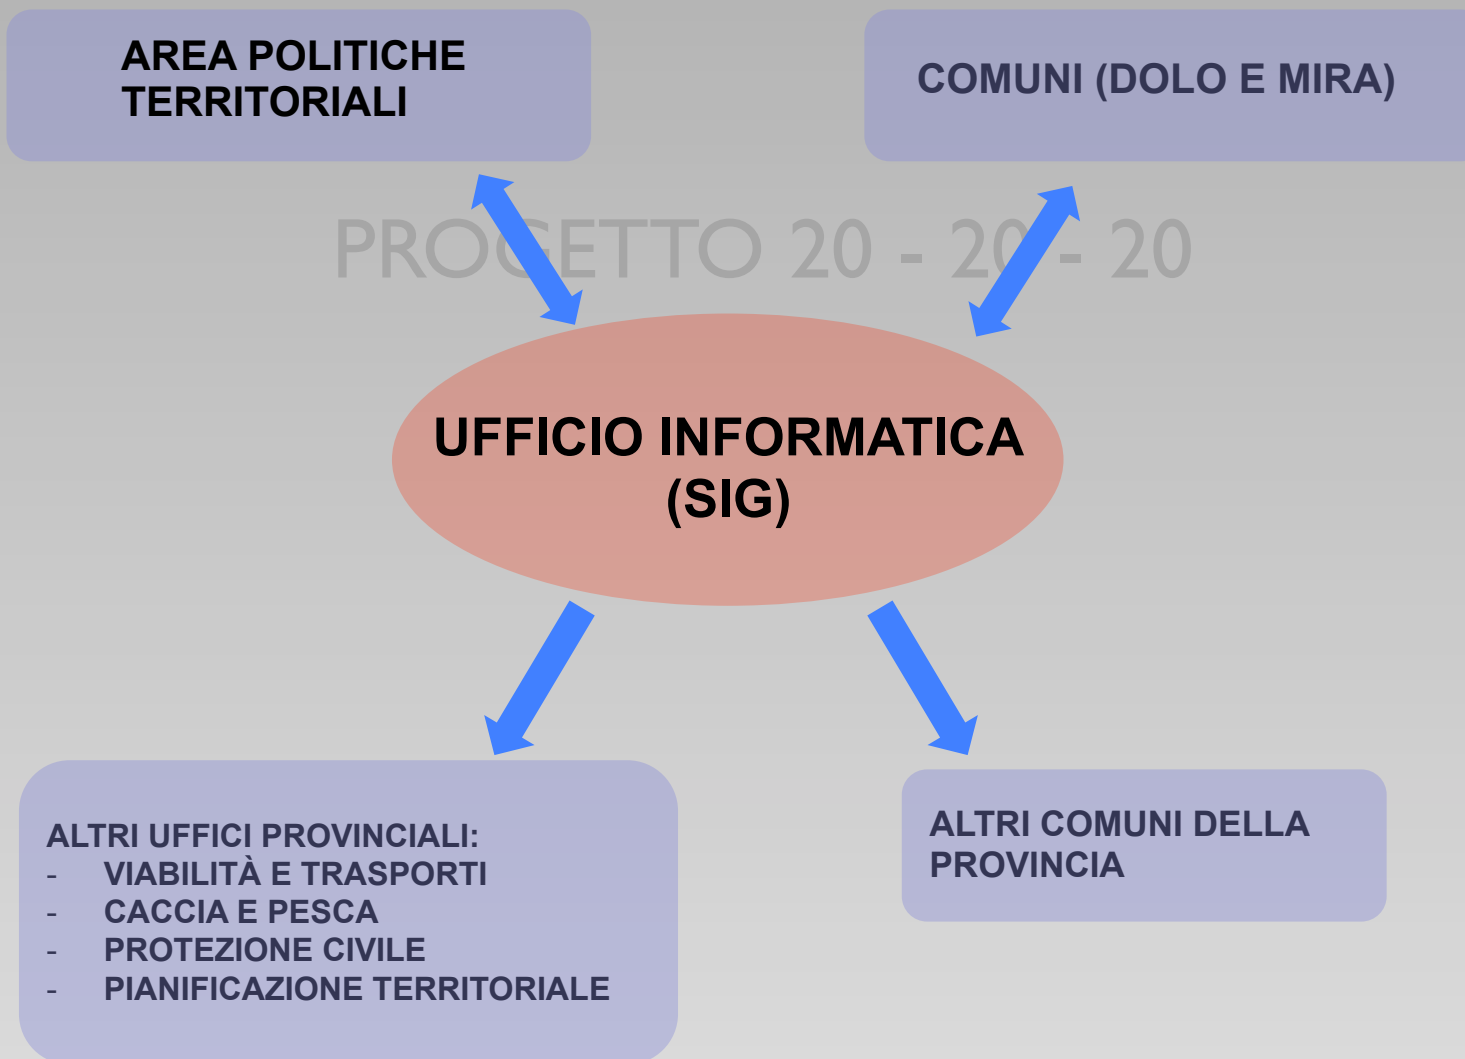 AREA POLITICHE
TERRITORIALI
COMUNI (DOLO E MIRA)
PROGETTO 20 - 20 - 20
UFFICIO INFORMATICA
(SIG)
ALTRI UFFICI PROVINCIALI:
- VIABILITÀ E TRASPORTI
- CACCIA E PESCA
- PROTEZIONE CIVILE
- PIANIFICAZIONE TERRITORIALE
ALTRI COMUNI DELLA
PROVINCIA